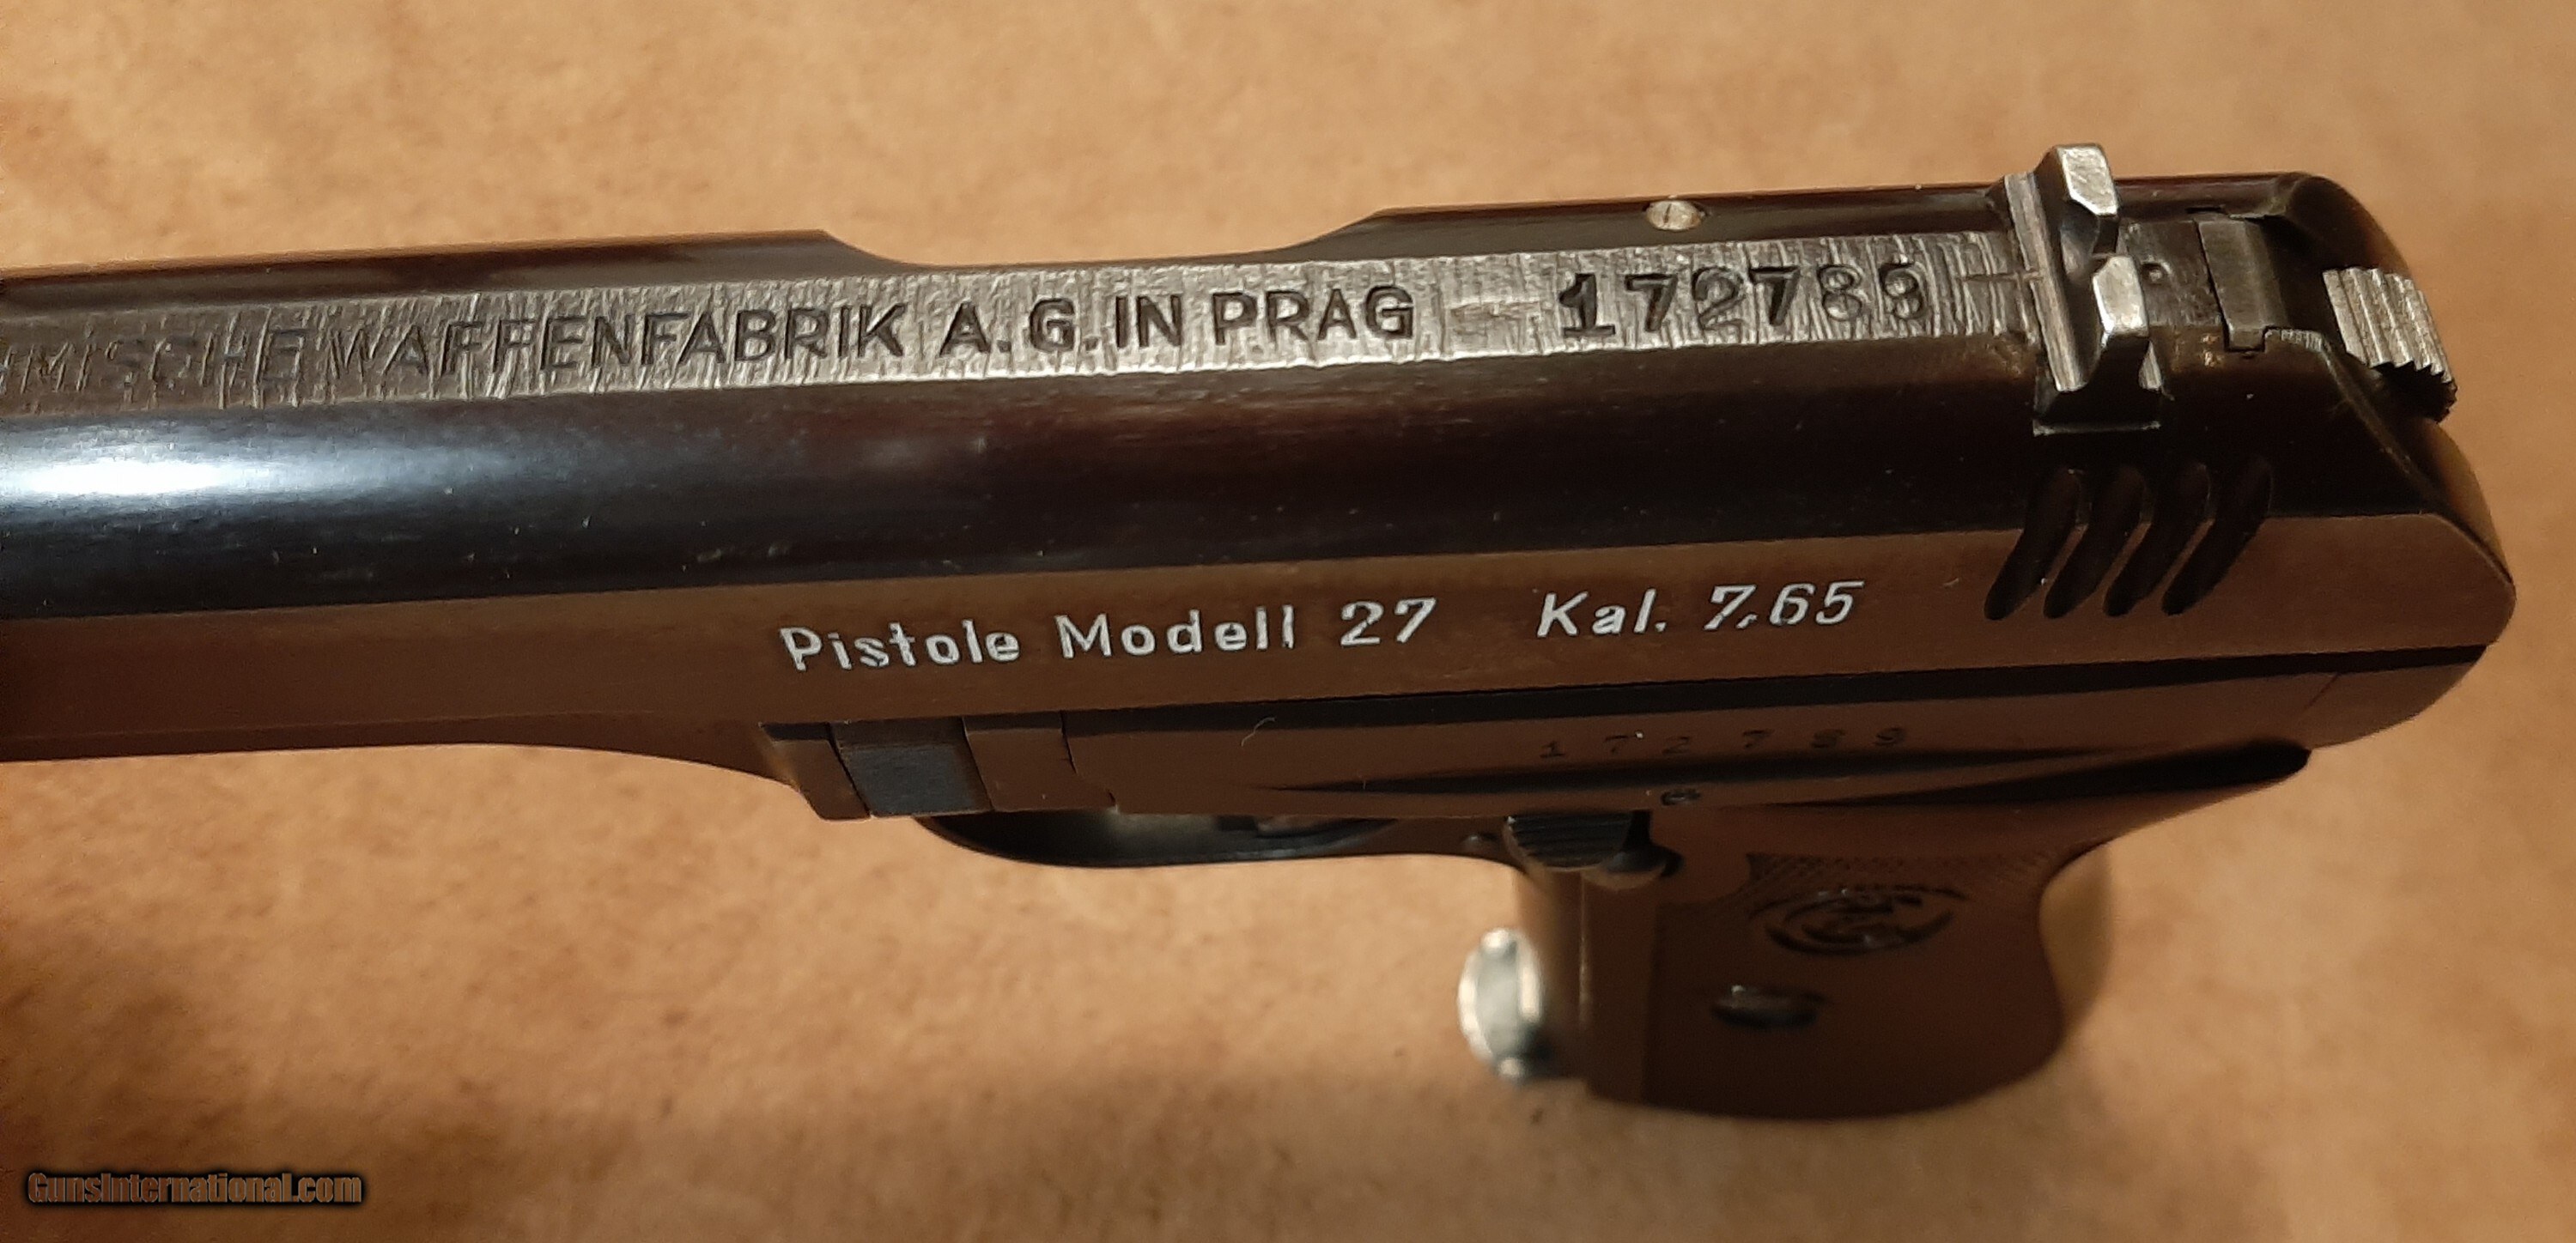 WAFFENFABRIK A.G. IN PRAG 172789
Pistole Modell 27 Kal. 7,65
172789
GunsInternational.com